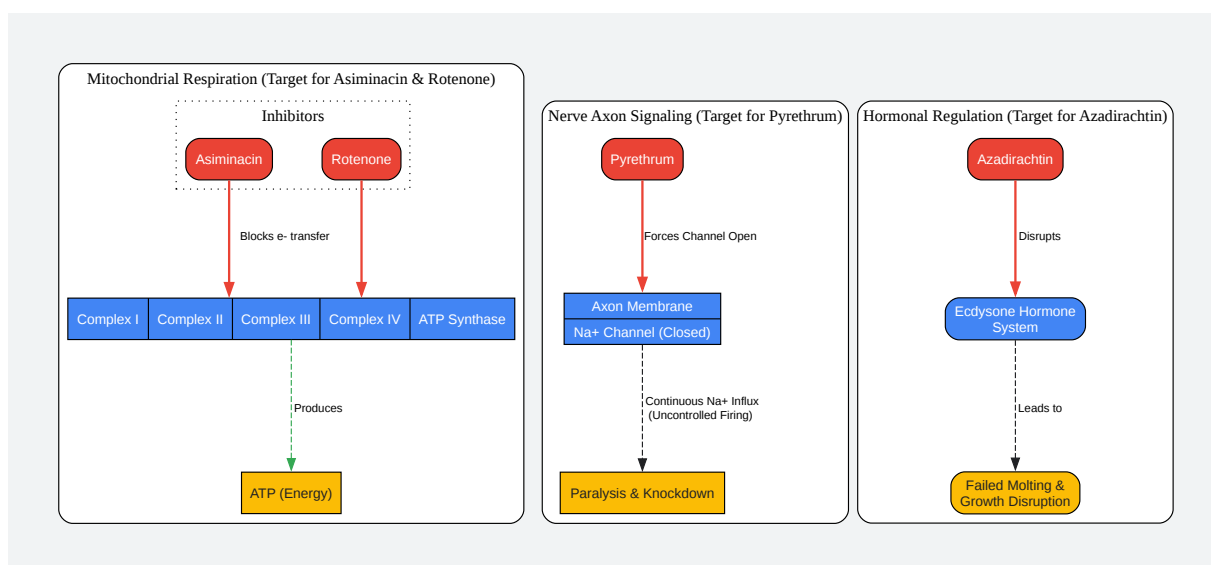 Mitochondrial Respiration (Target for Asiminacin & Rotenone)
Inhibitors
Asiminacin
Rotenone
Blocks e- transfer
Complex I
Complex II
Complex III
Complex IV
ATP Synthase
Produces
ATP (Energy)
Nerve Axon Signaling (Target for Pyrethrum)
Pyrethrum
Forces Channel Open
Axon Membrane
Na+ Channel (Closed)
Continuous Na+ Influx
(Uncontrolled Firing)
Paralysis & Knockdown
Hormonal Regulation (Target for Azadirachtin)
Azadirachtin
Disrupts
Ecdysone Hormone
System
Leads to
Failed Molting &
Growth Disruption